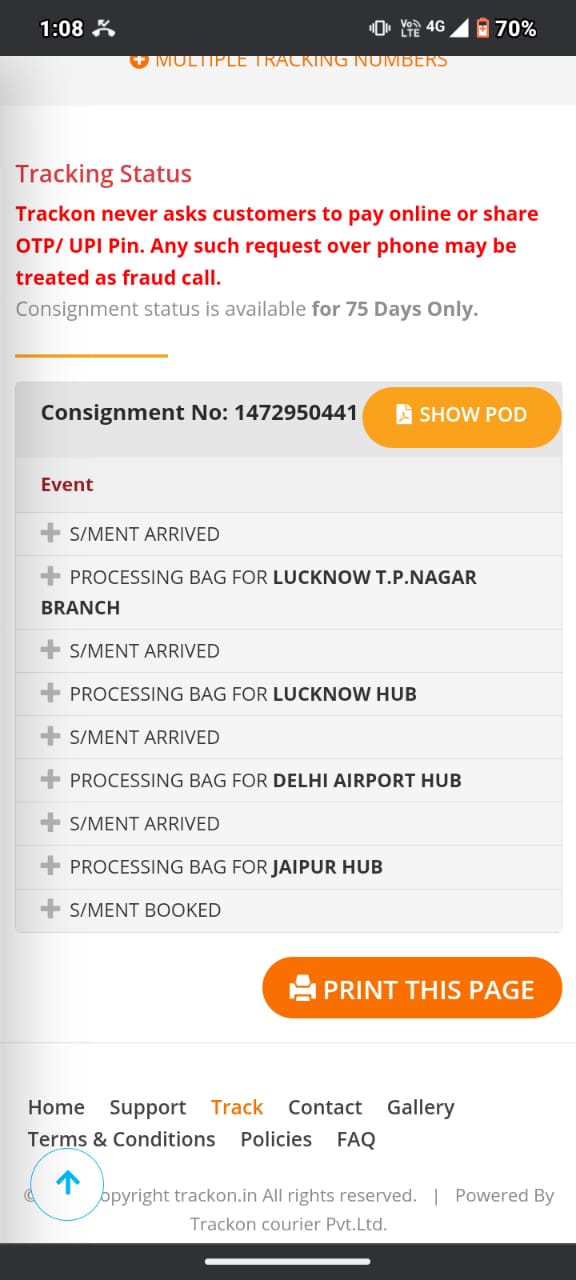 1:08
Vo) LTE 4G 70%
MULTIPLE TRACKING NUMBERS
Tracking Status
Trackon never asks customers to pay online or share
OTP/ UPI Pin. Any such request over phone may be
treated as fraud call.
Consignment status is available for 75 Days Only.
Consignment No: 1472950441 SHOW POD
Event
S/MENT ARRIVED
PROCESSING BAG FOR LUCKNOW T.P.NAGAR
BRANCH
S/MENT ARRIVED
PROCESSING BAG FOR LUCKNOW HUB
S/MENT ARRIVED
PROCESSING BAG FOR DELHI AIRPORT HUB
S/MENT ARRIVED
PROCESSING BAG FOR JAIPUR HUB
S/MENT BOOKED
PRINT THIS PAGE
Home Support Track Contact Gallery
Terms & Conditions Policies FAQ
opyright trackon.in All rights reserved. | Powered By
Trackon courier Pvt.Ltd.